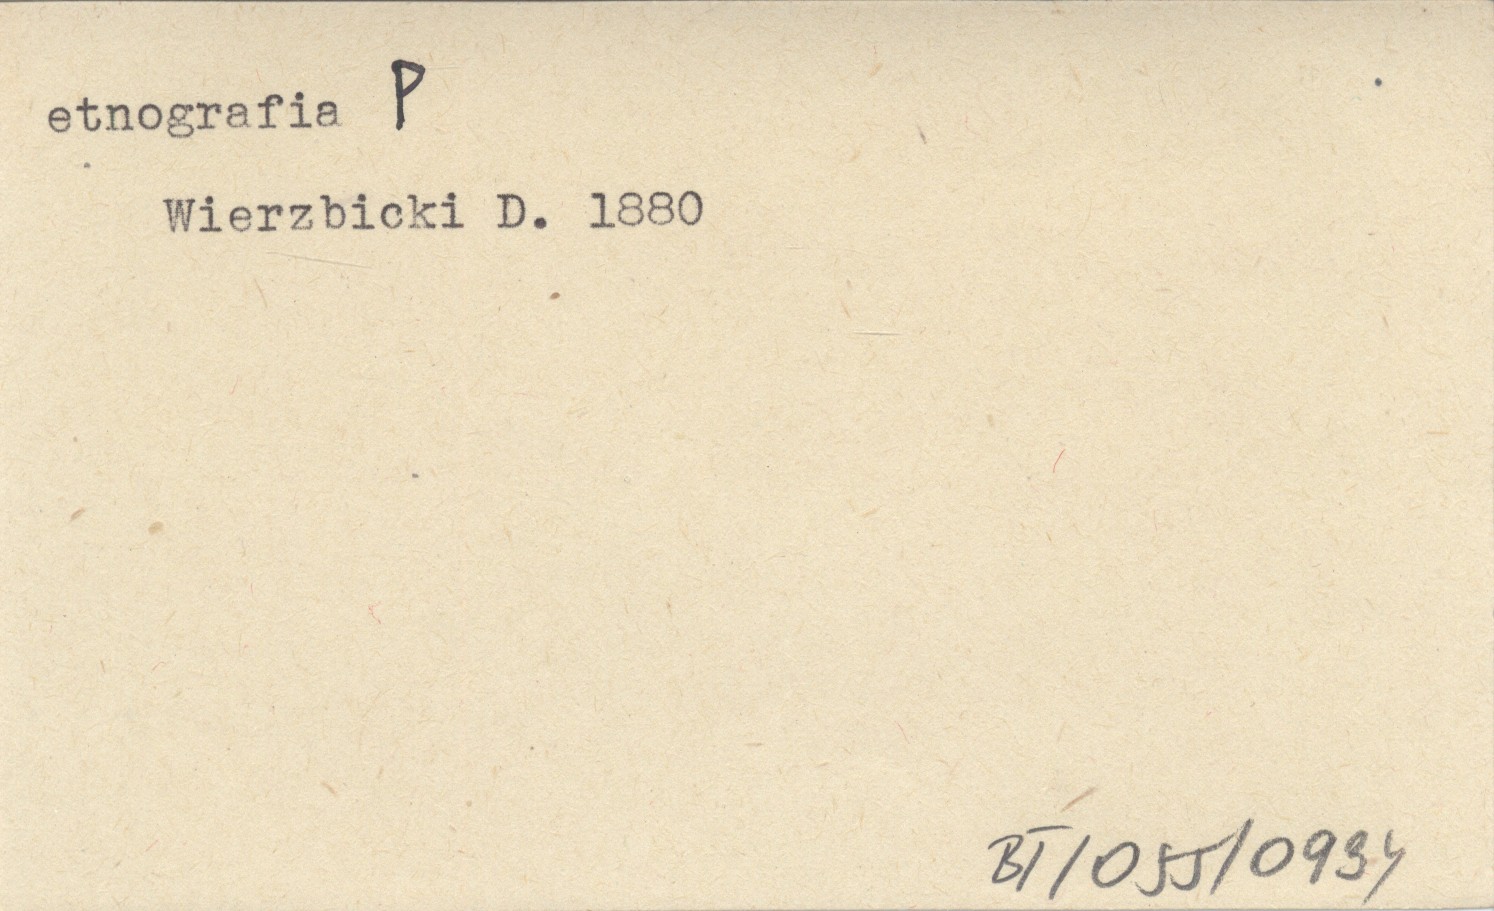 etnografia P
Wierzbicki D. 1880
BT/055/0934